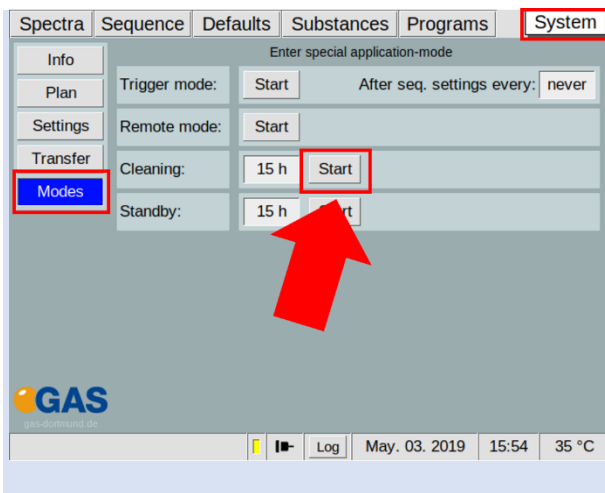 Spectra Sequence Defaults Substances Programs System
Info
Enter special application-mode
Plan
Trigger mode: Start After seq. settings every: never
Settings
Remote mode: Start
Transfer
Cleaning: 15 h Start
Modes
Standby: 15 h
GAS
gas-dortmund.de
Log May. 03. 2019 15:54 35 °C